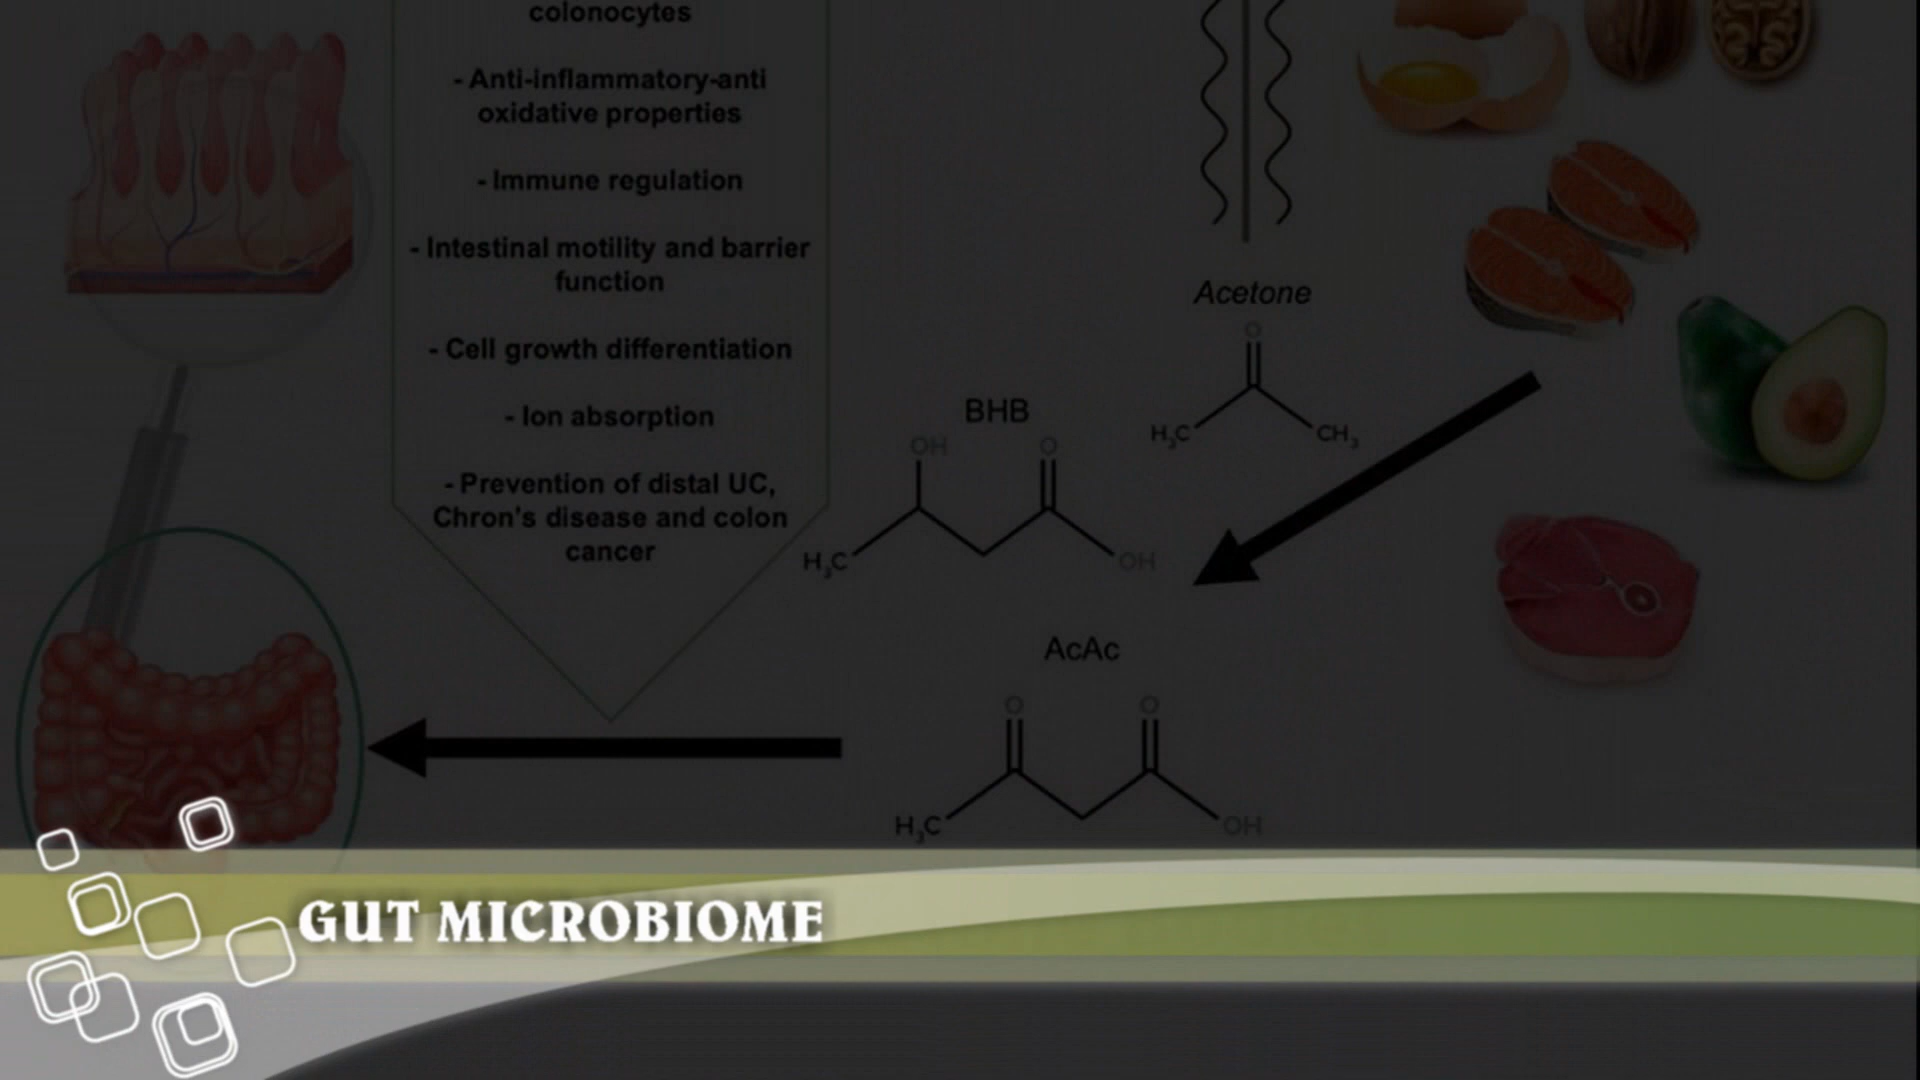 colonocytes
- Anti-inflammatory-anti
oxidative properties
- Immune regulation
- Intestinal motility and barrier
function
- Cell growth differentiation
- Ion absorption
- Prevention of distal UC,
Chron's disease and colon
cancer
Acetone
O
H₃C
CH₃
BHB
OH
O
H₃C
OH
AcAc
O
O
H₃C
OH
GUT MICROBIOME